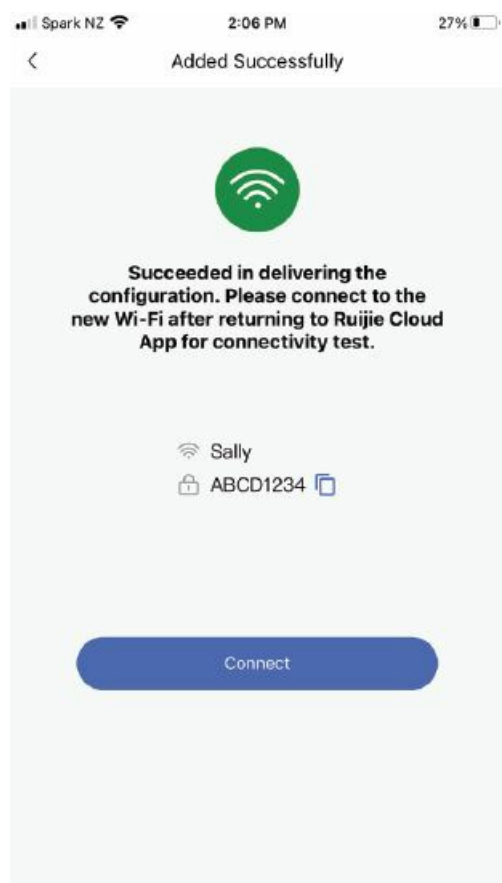 Spark NZ 2:06 PM 27%
Added Successfully
Succeeded in delivering the
configuration. Please connect to the
new Wi-Fi after returning to Ruijie Cloud
App for connectivity test.
Sally
ABCD1234
Connect